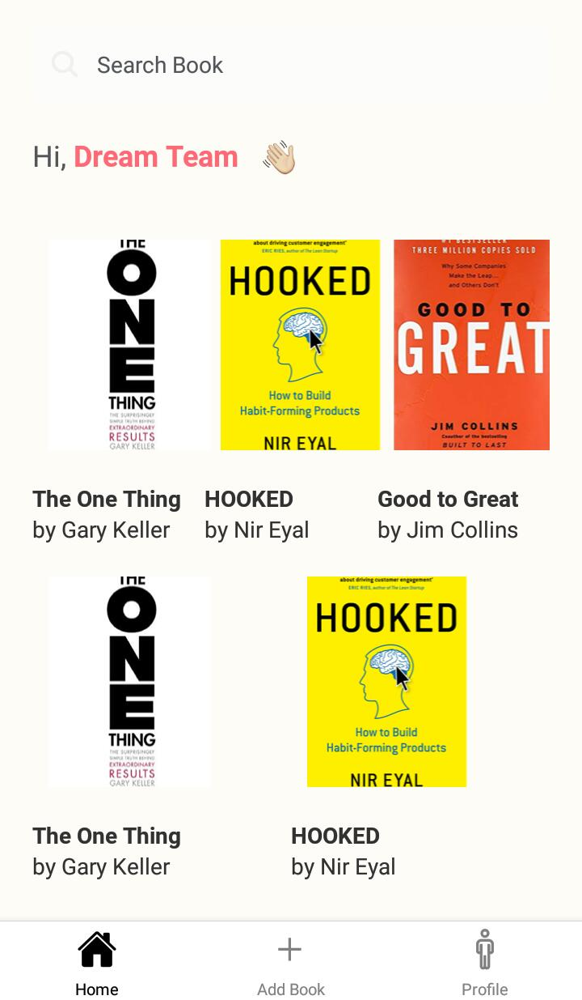 Search Book
Hi, Dream Team
THE
ONE
THING
THE SURPRISINGLY
SIMPLE TRUTH BEHIND
EXTRAORDINARY
RESULTS
GARY KELLER
about driving customer engagement'
ERIC RIES, author of The Lean Startup
HOOKED
How to Build
Habit-Forming Products
NIR EYAL
#1 BESTSELLER
THREE MILLION COPIES SOLD
Why Some Companies
Make the Leap...
and Others Don't
GOOD TO
GREAT
JIM COLLINS
Coauthor of the bestselling
BUILT TO LAST
The One Thing
by Gary Keller
HOOKED
by Nir Eyal
Good to Great
by Jim Collins
THE
ONE
THING
THE SURPRISINGLY
SIMPLE TRUTH BEHIND
EXTRAORDINARY
RESULTS
GARY KELLER
about driving customer engagement'
ERIC RIES, author of The Lean Startup
HOOKED
How to Build
Habit-Forming Products
NIR EYAL
The One Thing
by Gary Keller
HOOKED
by Nir Eyal
Home
Add Book
Profile